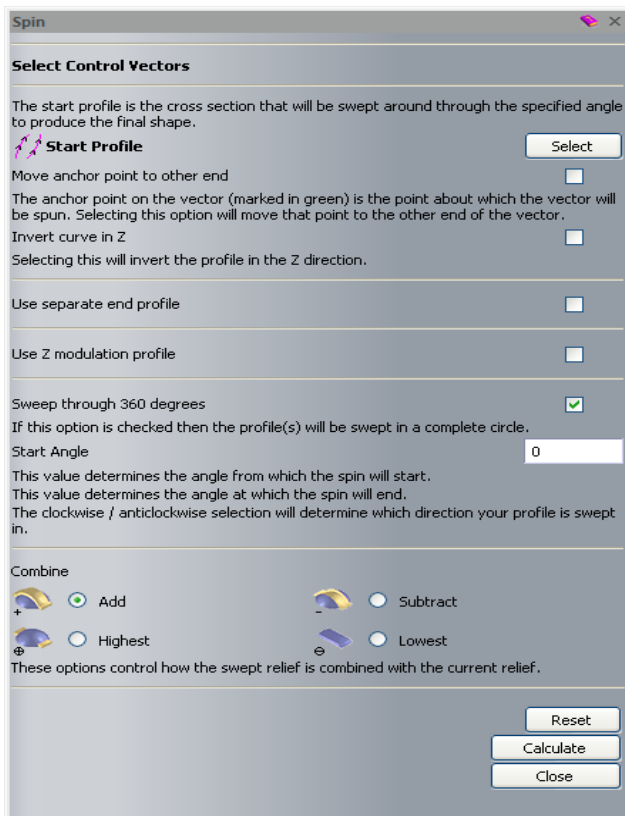 Spin
Select Control Vectors
The start profile is the cross section that will be swept around through the specified angle
to produce the final shape.
Start Profile
Select
Move anchor point to other end
The anchor point on the vector (marked in green) is the point about which the vector will
be spun. Selecting this option will move that point to the other end of the vector.
Invert curve in Z
Selecting this will invert the profile in the Z direction.
Use separate end profile
Use Z modulation profile
Sweep through 360 degrees
If this option is checked then the profile(s) will be swept in a complete circle.
Start Angle
0
This value determines the angle from which the spin will start.
This value determines the angle at which the spin will end.
The clockwise / anticlockwise selection will determine which direction your profile is swept
in.
Combine
Add
Subtract
Highest
Lowest
These options control how the swept relief is combined with the current relief.
Reset
Calculate
Close